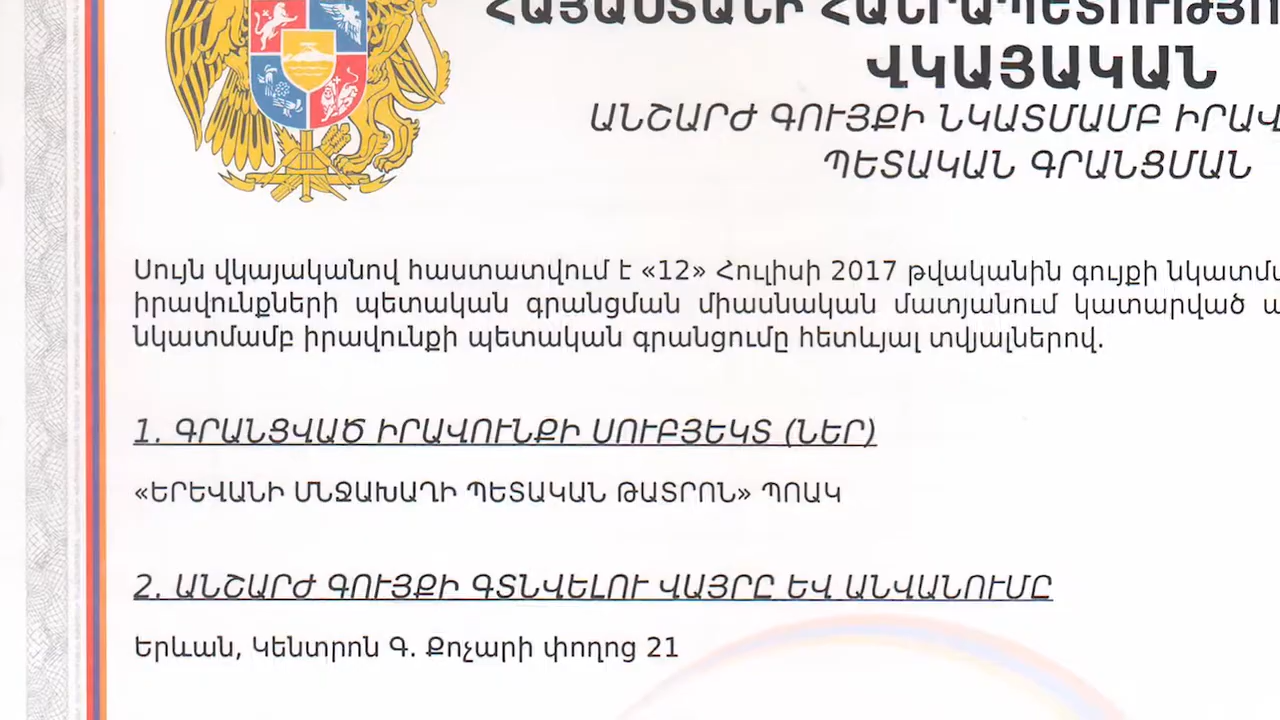 ՎԿԱՅԱԿԱՆ
ԱՆՇԱՐԺ ԳՈՒՅՔԻ ՆԿԱՏՄԱՄԲ
ՊԵՏԱԿԱՆ ԳՐԱՆՑՄԱՆ
Սույն վկայականով հաստատվում է «12» Հուլիսի 2017 թվականին գույքի
իրավունքների պետական գրանցման միասնական մատյանում կատարված
նկատմամբ իրավունքի պետական գրանցումը հետևյալ տվյալներով.
1. ԳՐԱՆՑՎԱԾ ԻՐԱՎՈՒՆՔԻ ՍՈՒԲՅԵԿՏ (ՆԵՐ)
«ԵՐԵՎԱՆԻ ՄՆՋԱԽԱՂԻ ՊԵՏԱԿԱՆ ԹԱՏՐՈՆ» ՊՈԱԿ
2. ԱՆՇԱՐԺ ԳՈՒՅՔԻ ԳՏՆՎԵԼՈՒ ՎԱՅՐԸ ԵՎ ԱՆՎԱՆՈՒՄԸ
Երևան, Կենտրոն Գ. Քոչարի փողոց 21